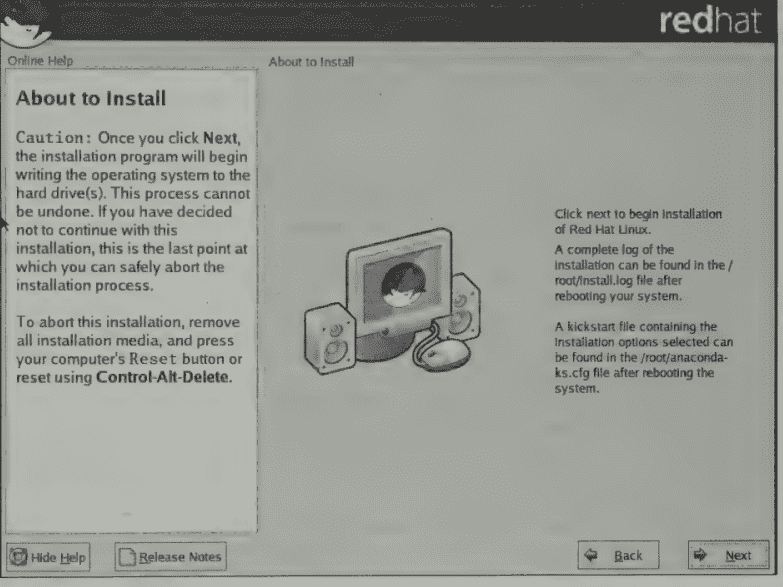 redhat
Online Help
About to Install
About to Install
Caution: Once you click Next,
the installation program will begin
writing the operating system to the
hard drive(s). This process cannot
be undone. If you have decided
not to continue with this
installation, this is the last point at
which you can safely abort the
installation process.
To abort this installation, remove
all installation media, and press
your computer's Reset button or
reset using Control-Alt-Delete.
Click next to begin installation
of Red Hat Linux.
A complete log of the
installation can be found in the /
root/install.log file after
rebooting your system.
A kickstart file containing the
installation options selected can
be found in the /root/anaconda-
ks.cfg file after rebooting the
system.
Hide Help
Release Notes
Back
Next